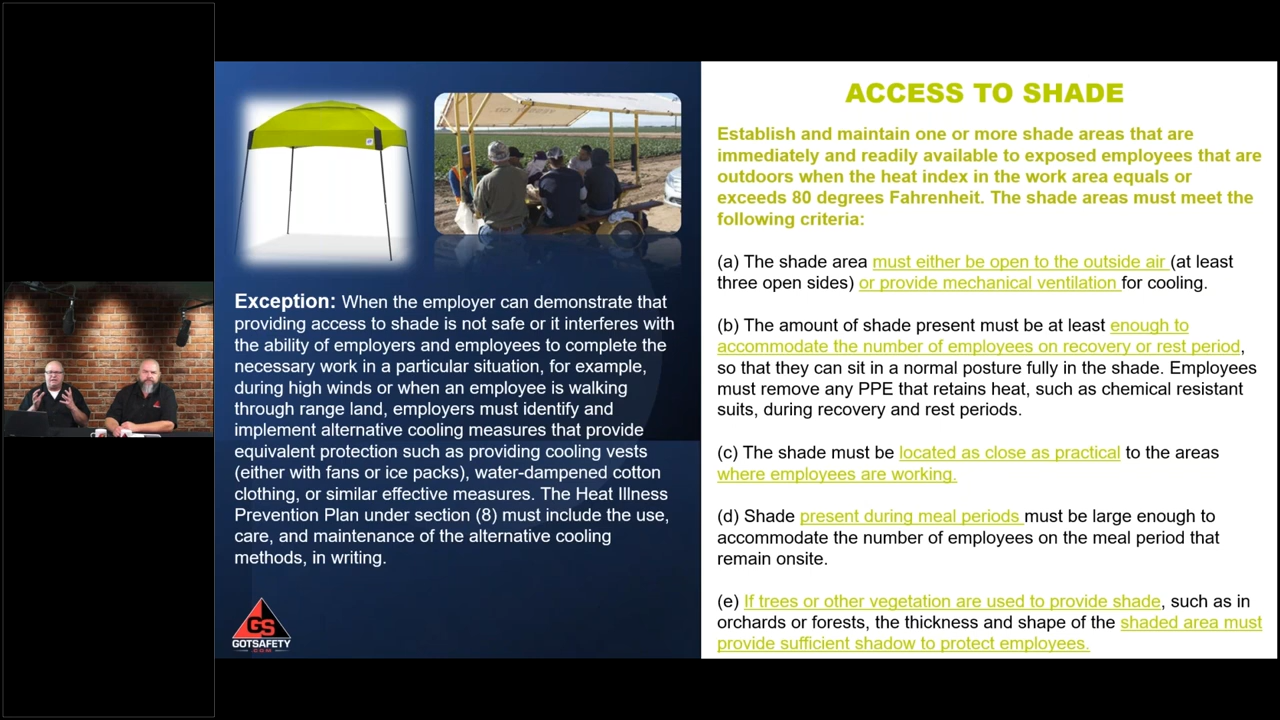 Exception: When the employer can demonstrate that
providing access to shade is not safe or it interferes with
the ability of employers and employees to complete the
necessary work in a particular situation, for example,
during high winds or when an employee is walking
through range land, employers must identify and
implement alternative cooling measures that provide
equivalent protection such as providing cooling vests
(either with fans or ice packs), water-dampened cotton
clothing, or similar effective measures. The Heat Illness
Prevention Plan under section (8) must include the use,
care, and maintenance of the alternative cooling
methods, in writing.
GS
GOTSAFETY
.COM
ACCESS TO SHADE
Establish and maintain one or more shade areas that are
immediately and readily available to exposed employees that are
outdoors when the heat index in the work area equals or
exceeds 80 degrees Fahrenheit. The shade areas must meet the
following criteria:
(a) The shade area must either be open to the outside air (at least
three open sides) or provide mechanical ventilation for cooling.
(b) The amount of shade present must be at least enough to
accommodate the number of employees on recovery or rest period,
so that they can sit in a normal posture fully in the shade. Employees
must remove any PPE that retains heat, such as chemical resistant
suits, during recovery and rest periods.
(c) The shade must be located as close as practical to the areas
where employees are working.
(d) Shade present during meal periods must be large enough to
accommodate the number of employees on the meal period that
remain onsite.
(e) If trees or other vegetation are used to provide shade, such as in
orchards or forests, the thickness and shape of the shaded area must
provide sufficient shadow to protect employees.